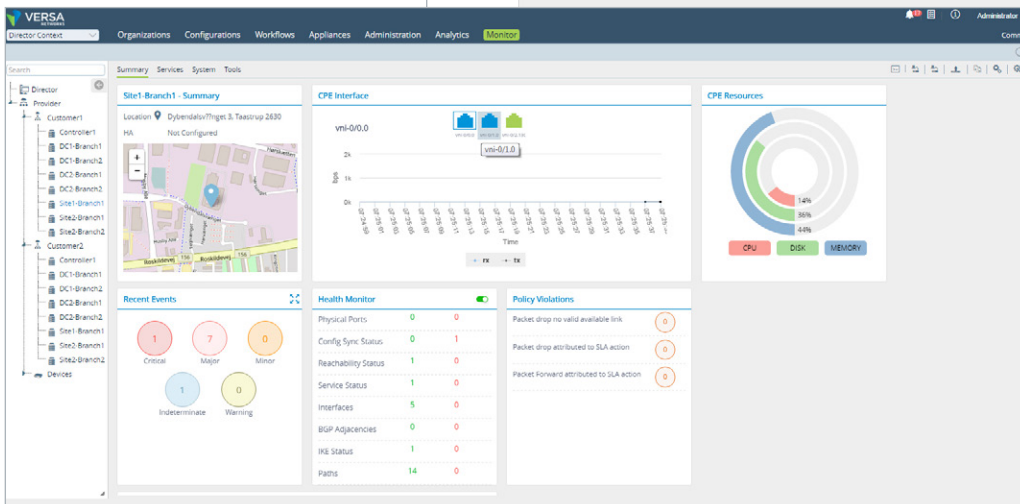 VERSA
NETWORKS
Administrator
Director Context
Organizations Configurations Workflows Appliances Administration Analytics Monitor
Search
Summary Services System Tools
Director
Provider
Customer1
Controller1
DC1-Branch1
DC1-Branch2
DC2-Branch1
DC2-Branch2
Site1-Branch1
Site2-Branch1
Site2-Branch2
Customer2
Controller1
DC1-Branch1
DC1-Branch2
DC2-Branch1
DC2-Branch2
Site1-Branch1
Site2-Branch1
Site2-Branch2
Devices
Site1-Branch1 - Summary
Location Dybendalsv??nget 3, Taastrup 2630
HA Not Configured
+
-
Roskildevej 156
156
CPE Interface
vni-0/0.0
vni-0/1.0
bps
2k
1k
0k
Time
rx tx
CPE Resources
14%
36%
44%
CPU DISK MEMORY
Recent Events
1
Critical
7
Major
0
Minor
1
Indeterminate
0
Warning
Health Monitor
Physical Ports 0 0
Config Sync Status 0 1
Reachability Status 1 0
Service Status 1 0
Interfaces 5 0
BGP Adjacencies 0 0
IKE Status 1 0
Paths 14 0
Policy Violations
Packet drop no valid available link 0
Packet drop attributed to SLA action 0
Packet Forward attributed to SLA action 0